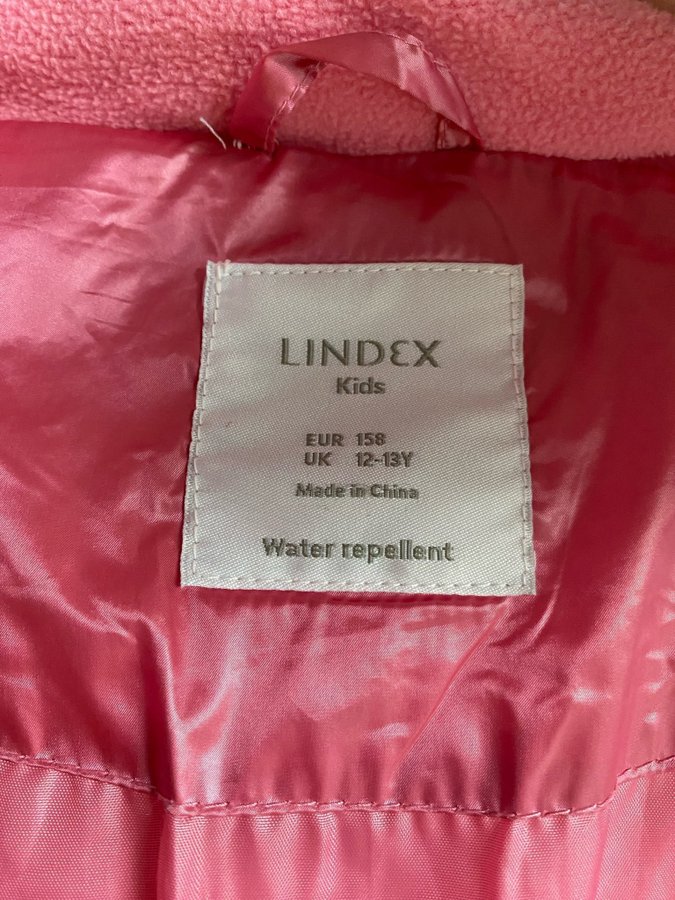 LINDEX
Kids
EUR 158
UK 12-13Y
Made in China
Water repellent